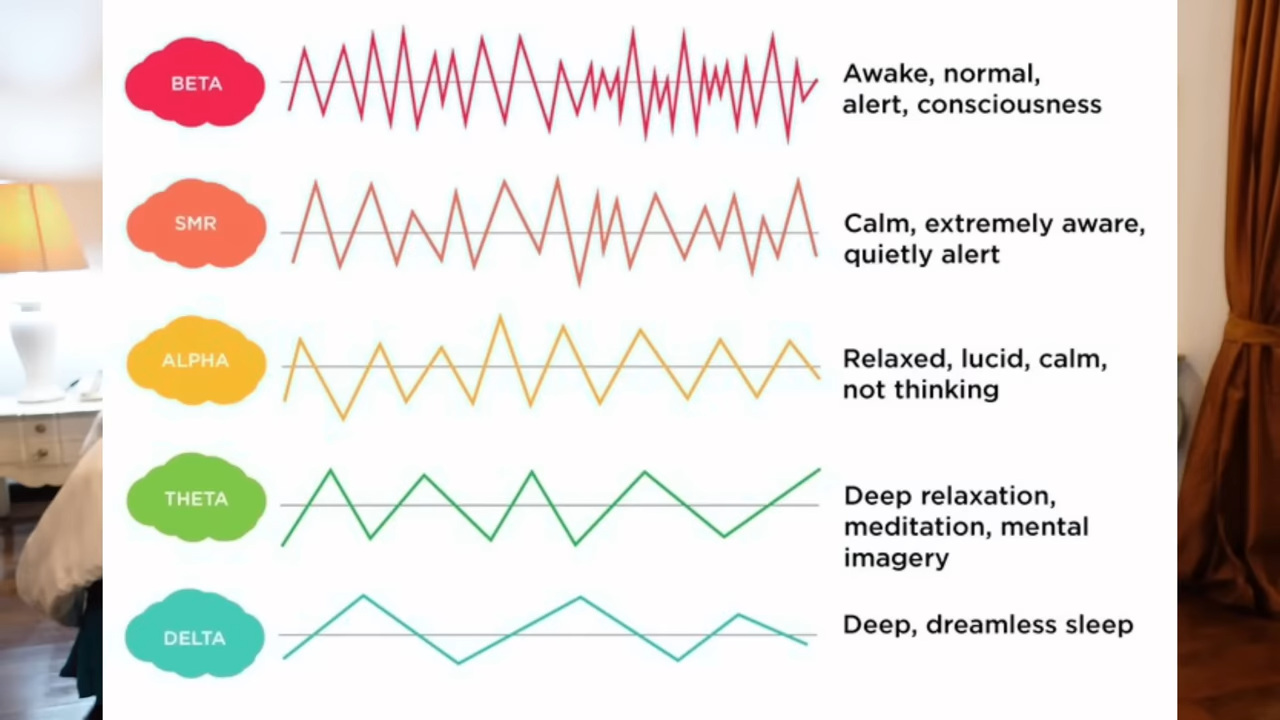 BETA
Awake, normal,
alert, consciousness
SMR
Calm, extremely aware,
quietly alert
ALPHA
Relaxed, lucid, calm,
not thinking
THETA
Deep relaxation,
meditation, mental
imagery
DELTA
Deep, dreamless sleep